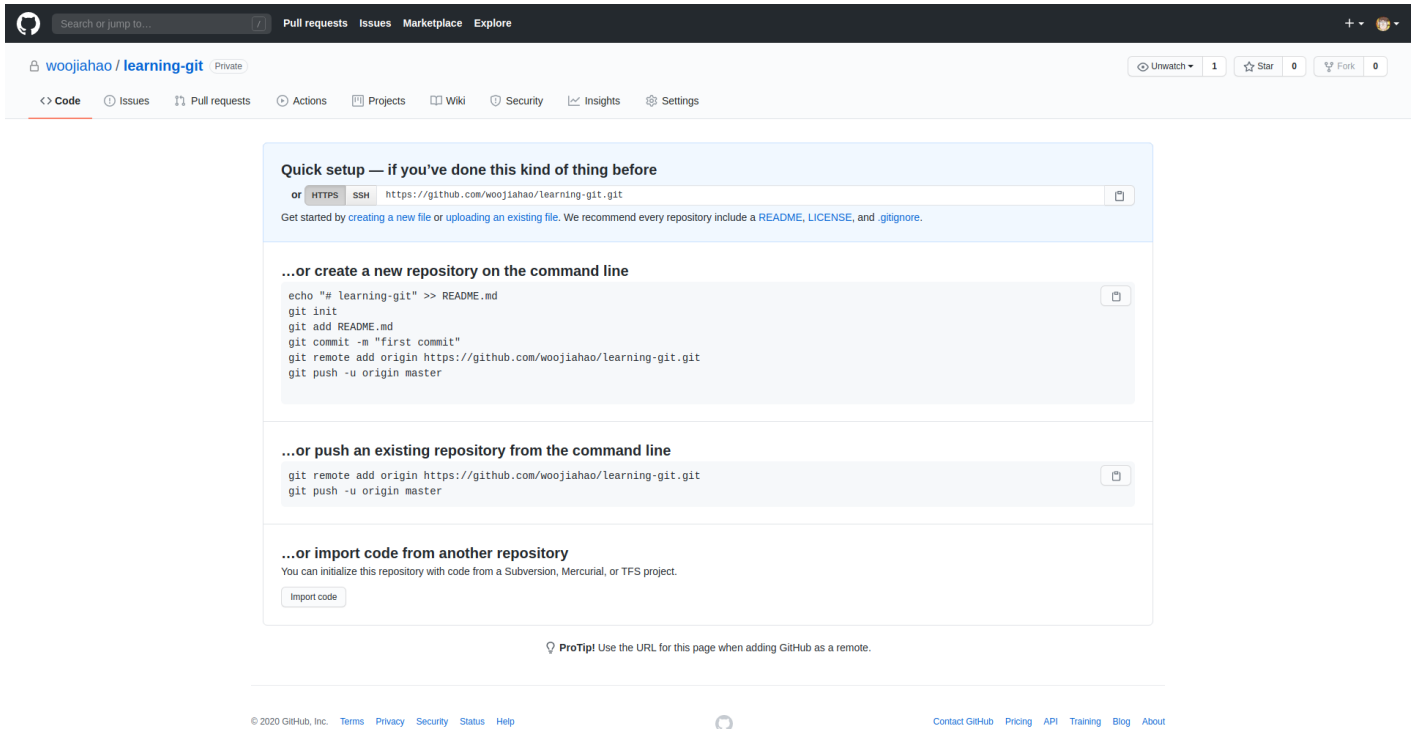 Search or jump to… /
Pull requests Issues Marketplace Explore
woojiahao / learning-git Private
Unwatch 1 Star 0 Fork 0
Code Issues Pull requests Actions Projects Wiki Security Insights Settings
Quick setup — if you’ve done this kind of thing before
or HTTPS SSH https://github.com/woojiahao/learning-git.git
Get started by creating a new file or uploading an existing file. We recommend every repository include a README, LICENSE, and .gitignore.
…or create a new repository on the command line
echo "# learning-git" >> README.md
git init
git add README.md
git commit -m "first commit"
git remote add origin https://github.com/woojiahao/learning-git.git
git push -u origin master
…or push an existing repository from the command line
git remote add origin https://github.com/woojiahao/learning-git.git
git push -u origin master
…or import code from another repository
You can initialize this repository with code from a Subversion, Mercurial, or TFS project.
Import code
ProTip! Use the URL for this page when adding GitHub as a remote.
© 2020 GitHub, Inc. Terms Privacy Security Status Help
Contact GitHub Pricing API Training Blog About